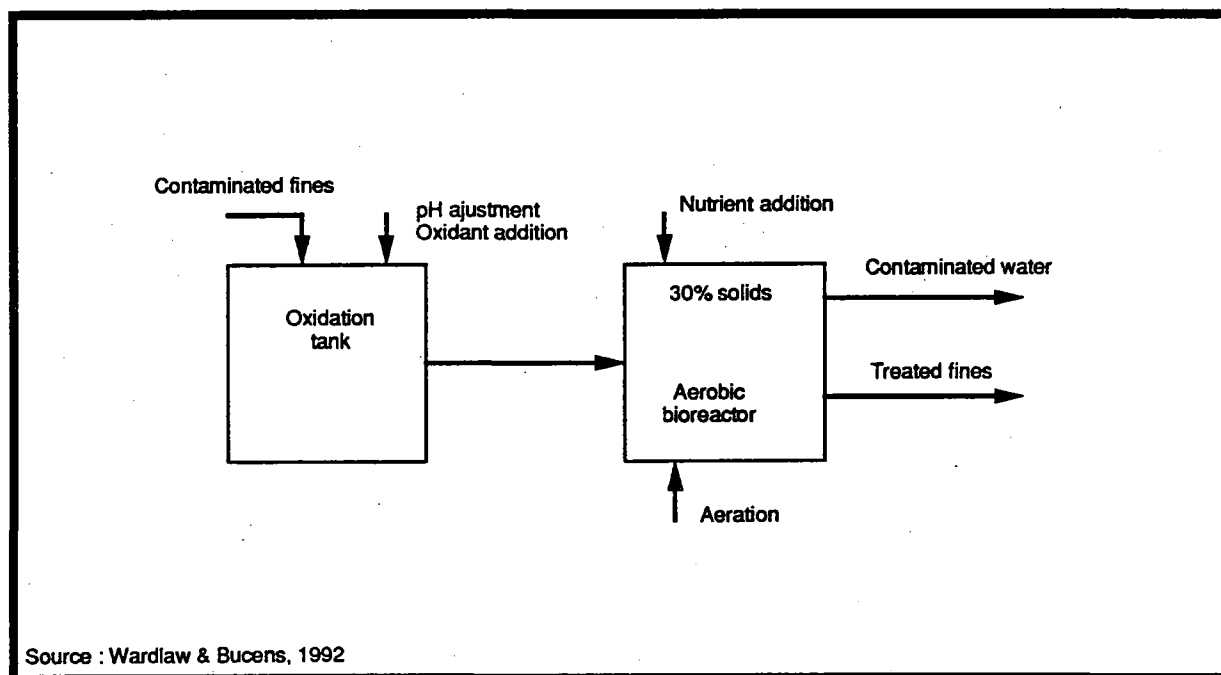 Contaminated fines
pH ajustment
Oxidant addition
Nutrient addition
Contaminated water
30% solids
Oxidation
tank
Treated fines
Aerobic
bioreactor
Aeration
Source : Wardlaw & Bucens, 1992